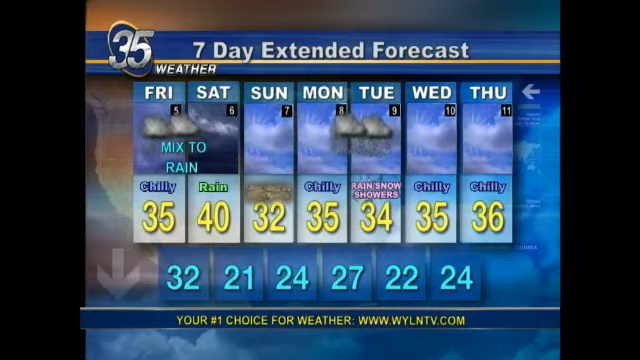 35
WEATHER
7 Day Extended Forecast
FRI SAT SUN MON TUE WED THU
5 6 7 8 9 10 11
MIX TO
RAIN
Chilly Rain Chilly RAIN/SNOW SHOWERS Chilly Chilly
35 40 32 35 34 35 36
32 21 24 27 22 24
YOUR #1 CHOICE FOR WEATHER: WWW.WYLNTV.COM